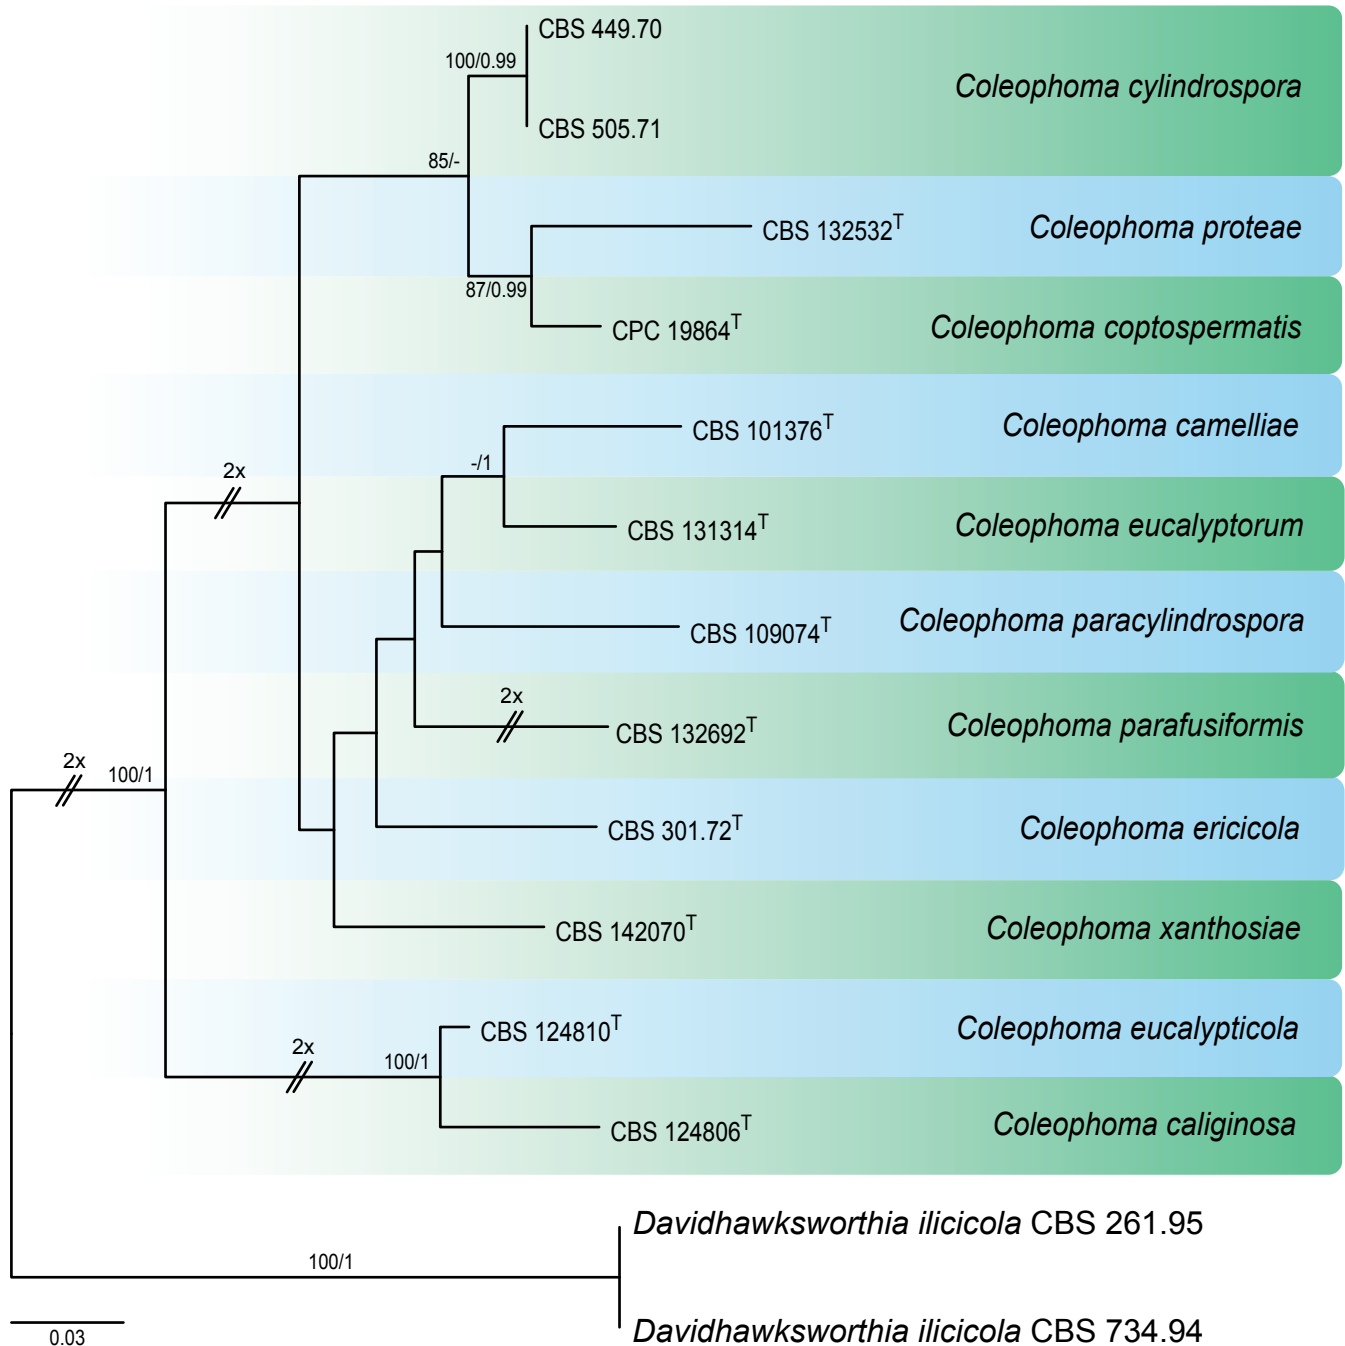 CBS 449.70
100/0.99
Coleophoma cylindrospora
CBS 505.71
85/-
CBS 132532T
Coleophoma proteae
87/0.99
CPC 19864T
Coleophoma coptospermatis
CBS 101376T
Coleophoma camelliae
-/1
2x
CBS 131314T
Coleophoma eucalyptorum
CBS 109074T
Coleophoma paracylindrospora
2x
CBS 132692T
Coleophoma parafusiformis
2x
100/1
CBS 301.72T
Coleophoma ericicola
CBS 142070T
Coleophoma xanthosiae
CBS 124810T
Coleophoma eucalypticola
2x
100/1
CBS 124806T
Coleophoma caliginosa
Davidhawksworthia ilicicola CBS 261.95
100/1
Davidhawksworthia ilicicola CBS 734.94
0.03